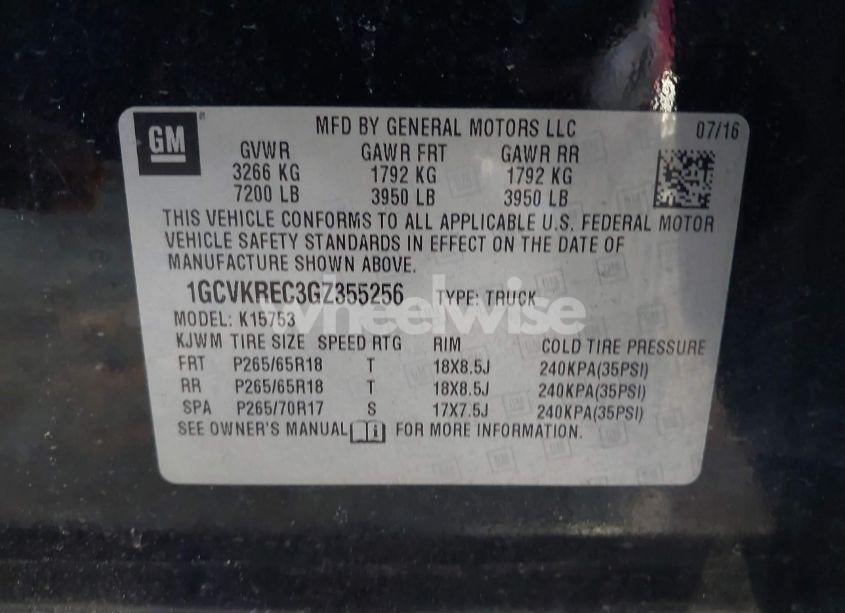 GM
MFD BY GENERAL MOTORS LLC 07/16
GVWR GAWR FRT GAWR RR
3266 KG 1792 KG 1792 KG
7200 LB 3950 LB 3950 LB
THIS VEHICLE CONFORMS TO ALL APPLICABLE U.S. FEDERAL MOTOR
VEHICLE SAFETY STANDARDS IN EFFECT ON THE DATE OF
MANUFACTURE SHOWN ABOVE.
1GCVKREC3GZ355256 TYPE: TRUCK
wheelwise
MODEL: K15753
KJWM TIRE SIZE SPEED RTG RIM COLD TIRE PRESSURE
FRT P265/65R18 T 18X8.5J 240KPA(35PSI)
RR P265/65R18 T 18X8.5J 240KPA(35PSI)
SPA P265/70R17 S 17X7.5J 240KPA(35PSI)
SEE OWNER'S MANUAL FOR MORE INFORMATION.